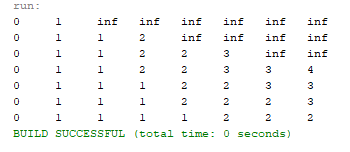 run:
0 1 inf inf inf inf inf inf
0 1 1 2 inf inf inf inf
0 1 1 2 2 3 inf inf
0 1 1 2 2 3 3 4
0 1 1 1 2 2 3 3
0 1 1 1 2 2 2 3
0 1 1 1 1 2 2 2
BUILD SUCCESSFUL (total time: 0 seconds)